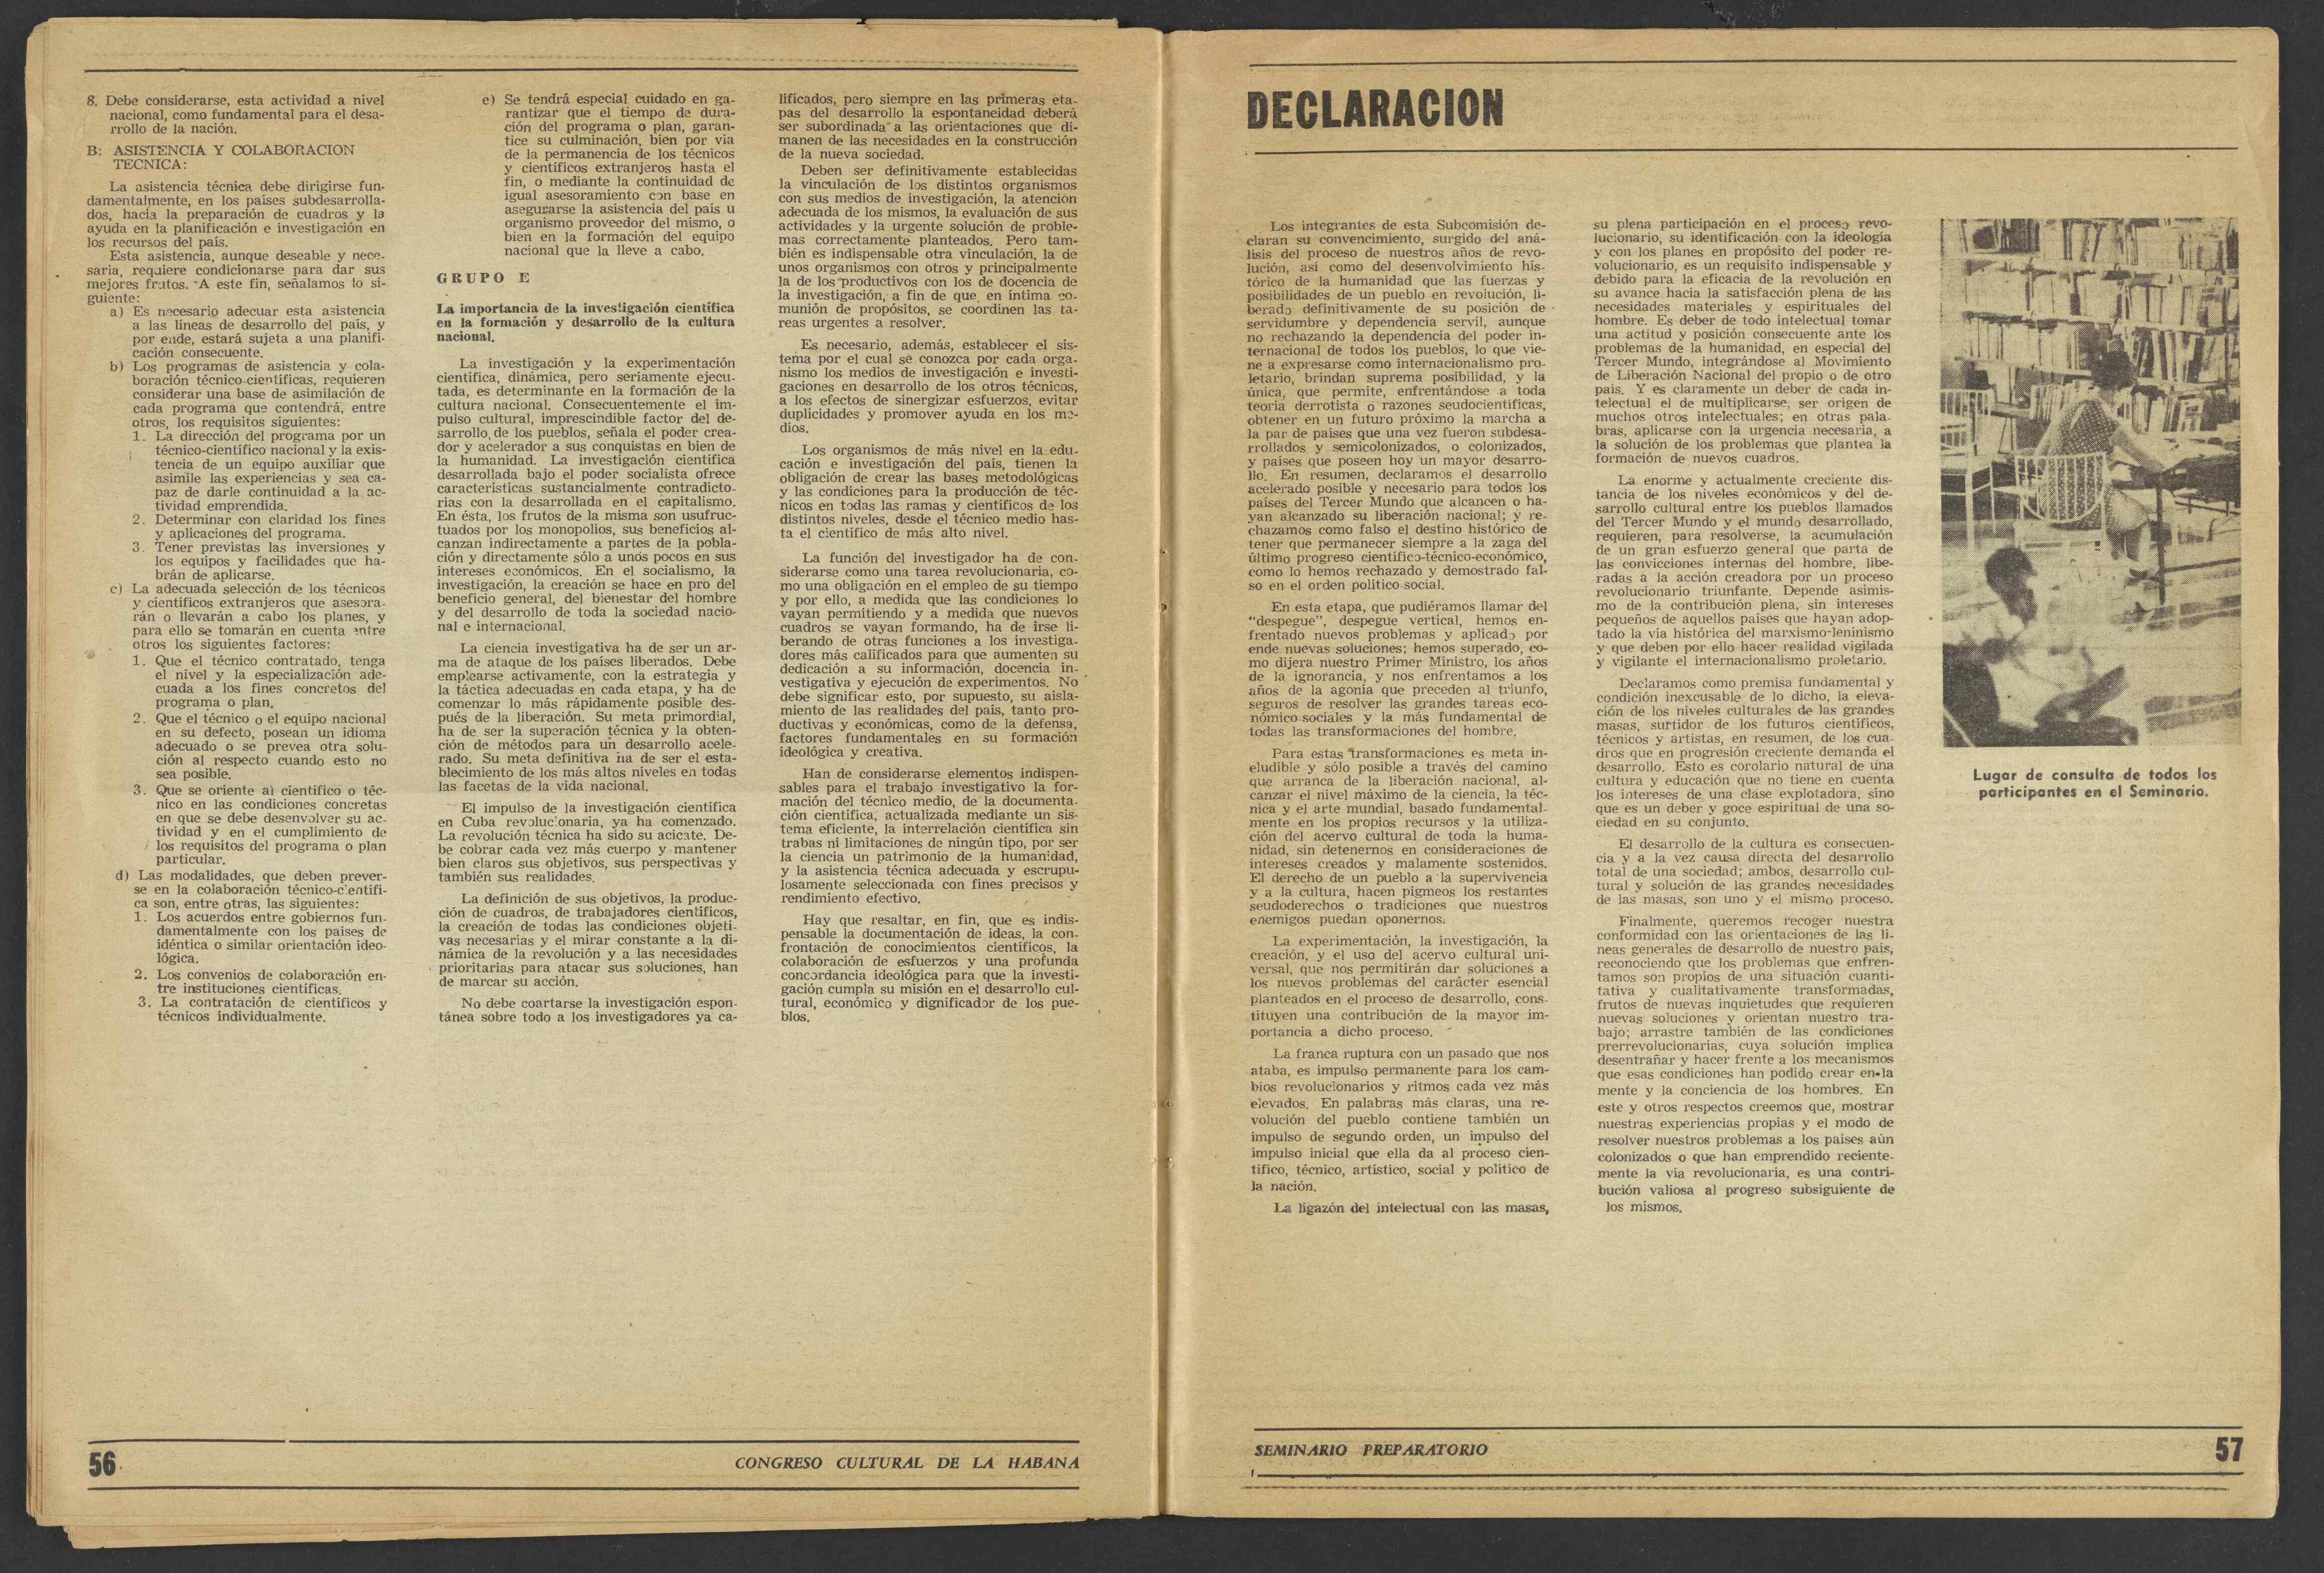 8. Debe considerarse, esta actividad a nivel
nacional, como fundamental para el desa-
rrollo de la nación.
B: ASISTENCIA Y COLABORACION
TECNICA:
La asistencia técnica debe dirigirse fun-
damentalmente, en los países subdesarrolla-
dos, hacia la preparación de cuadros y la
ayuda en la planificación e investigación en
los recursos del país.
Esta asistencia, aunque deseable y nece-
saria, requiere condicionarse para dar sus
mejores frutos. A este fin, señalamos lo si-
guiente:
a) Es necesario adecuar esta asistencia
a las líneas de desarrollo del país, y
por ende, estará sujeta a una planifi-
cación consecuente.
b) Los programas de asistencia y cola-
boración técnico-científicas, requieren
considerar una base de asimilación de
cada programa que contendrá, entre
otros, los requisitos siguientes:
1. La dirección del programa por un
técnico-científico nacional y la exis-
tencia de un equipo auxiliar que
asimile las experiencias y sea ca-
paz de darle continuidad a la ac-
tividad emprendida.
2. Determinar con claridad los fines
y aplicaciones del programa.
3. Tener previstas las inversiones y
los equipos y facilidades que ha-
brán de aplicarse.
c) La adecuada selección de los técnicos
y científicos extranjeros que asesora-
rán o llevarán a cabo los planes, y
para ello se tomarán en cuenta entre
otros los siguientes factores:
1. Que el técnico contratado, tenga
el nivel y la especialización ade-
cuada a los fines concretos del
programa o plan.
2. Que el técnico o el equipo nacional
en su defecto, posean un idioma
adecuado o se prevea otra solu-
ción al respecto cuando esto no
sea posible.
3. Que se oriente al científico o téc-
nico en las condiciones concretas
en que se debe desenvolver su ac-
tividad y en el cumplimiento de
los requisitos del programa o plan
particular.
d) Las modalidades, que deben prever-
se en la colaboración técnico-científi-
ca son, entre otras, las siguientes:
1. Los acuerdos entre gobiernos fun-
damentalmente con los países de
idéntica o similar orientación ideo-
lógica.
2. Los convenios de colaboración en-
tre instituciones científicas.
3. La contratación de científicos y
técnicos individualmente.
e) Se tendrá especial cuidado en ga-
rantizar que el tiempo de dura-
ción del programa o plan, garan-
tice su culminación, bien por vía
de la permanencia de los técnicos
y científicos extranjeros hasta el
fin, o mediante la continuidad de
igual asesoramiento con base en
asegurarse la asistencia del país u
organismo proveedor del mismo, o
bien en la formación del equipo
nacional que la lleve a cabo.
GRUPO E
La importancia de la investigación científica
en la formación y desarrollo de la cultura
nacional.
La investigación y la experimentación
científica, dinámica, pero seriamente ejecu-
tada, es determinante en la formación de la
cultura nacional. Consecuentemente el im-
pulso cultural, imprescindible factor del de-
sarrollo de los pueblos, señala el poder crea-
dor y acelerador a sus conquistas en bien de
la humanidad. La investigación científica
desarrollada bajo el poder socialista ofrece
características sustancialmente contradicto-
rias con la desarrollada en el capitalismo.
En ésta, los frutos de la misma son usufruc-
tuados por los monopolios, sus beneficios al-
canzan indirectamente a partes de la pobla-
ción y directamente sólo a unos pocos en sus
intereses económicos. En el socialismo, la
investigación, la creación se hace en pro del
beneficio general, del bienestar del hombre
y del desarrollo de toda la sociedad nacio-
nal e internacional.
La ciencia investigativa ha de ser un ar-
ma de ataque de los países liberados. Debe
emplearse activamente, con la estrategia y
la táctica adecuadas en cada etapa, y ha de
comenzar lo más rápidamente posible des-
pués de la liberación. Su meta primordial,
ha de ser la superación técnica y la obten-
ción de métodos para un desarrollo acele-
rado. Su meta definitiva ha de ser el esta-
blecimiento de los más altos niveles en todas
las facetas de la vida nacional.
El impulso de la investigación científica
en Cuba revolucionaria, ya ha comenzado.
La revolución técnica ha sido su acicate. De-
be cobrar cada vez más cuerpo y mantener
bien claros sus objetivos, sus perspectivas y
también sus realidades.
La definición de sus objetivos, la produc-
ción de cuadros, de trabajadores científicos,
la creación de todas las condiciones objeti-
vas necesarias y el mirar constante a la di-
námica de la revolución y a las necesidades
prioritarias para atacar sus soluciones, han
de marcar su acción.
No debe coartarse la investigación espon-
tánea sobre todo a los investigadores ya ca-
lificados, pero siempre en las primeras eta-
pas del desarrollo la espontaneidad deberá
ser subordinada a las orientaciones que di-
manen de las necesidades en la construcción
de la nueva sociedad.
Deben ser definitivamente establecidas
la vinculación de los distintos organismos
con sus medios de investigación, la atención
adecuada de los mismos, la evaluación de sus
actividades y la urgente solución de proble-
mas correctamente planteados. Pero tam-
bién es indispensable otra vinculación, la de
unos organismos con otros y principalmente
la de los productivos con los de docencia de
la investigación, a fin de que, en íntima co-
munión de propósitos, se coordinen las ta-
reas urgentes a resolver.
Es necesario, además, establecer el sis-
tema por el cual se conozca por cada orga-
nismo los medios de investigación e investi-
gaciones en desarrollo de los otros técnicos,
a los efectos de sinergizar esfuerzos, evitar
duplicidades y promover ayuda en los me-
dios.
Los organismos de más nivel en la edu-
cación e investigación del país, tienen la
obligación de crear las bases metodológicas
y las condiciones para la producción de téc-
nicos en todas las ramas y científicos de los
distintos niveles, desde el técnico medio has-
ta el científico de más alto nivel.
La función del investigador ha de con-
siderarse como una tarea revolucionaria, co-
mo una obligación en el empleo de su tiempo
y por ello, a medida que las condiciones lo
vayan permitiendo y a medida que nuevos
cuadros se vayan formando, ha de irse li-
berando de otras funciones a los investiga-
dores más calificados para que aumenten su
dedicación a su información, docencia in-
vestigativa y ejecución de experimentos. No
debe significar esto, por supuesto, su aisla-
miento de las realidades del país, tanto pro-
ductivas y económicas, como de la defensa,
factores fundamentales en su formación
ideológica y creativa.
Han de considerarse elementos indispen-
sables para el trabajo investigativo la for-
mación del técnico medio, de la documenta-
ción científica, actualizada mediante un sis-
tema eficiente, la interrelación científica sin
trabas ni limitaciones de ningún tipo, por ser
la ciencia un patrimonio de la humanidad,
y la asistencia técnica adecuada y escrupu-
losamente seleccionada con fines precisos y
rendimiento efectivo.
Hay que resaltar, en fin, que es indis-
pensable la documentación de ideas, la con-
frontación de conocimientos científicos, la
colaboración de esfuerzos y una profunda
concordancia ideológica para que la investi-
gación cumpla su misión en el desarrollo cul-
tural, económico y dignificador de los pue-
blos.
56
CONGRESO CULTURAL DE LA HABANA
DECLARACION
Los integrantes de esta Subcomisión de-
claran su convencimiento, surgido del aná-
lisis del proceso de nuestros años de revo-
lución, así como del desenvolvimiento his-
tórico de la humanidad que las fuerzas y
posibilidades de un pueblo en revolución, li-
berado definitivamente de su posición de
servidumbre y dependencia servil, aunque
no rechazando la dependencia del poder in-
ternacional de todos los pueblos, lo que vie-
ne a expresarse como internacionalismo pro-
letario, brindan suprema posibilidad, y la
única, que permite, enfrentándose a toda
teoría derrotista o razones seudocientíficas,
obtener en un futuro próximo la marcha a
la par de países que una vez fueron subdesa-
rrollados y semicolonizados, o colonizados,
y países que poseen hoy un mayor desarro-
llo. En resumen, declaramos el desarrollo
acelerado posible y necesario para todos los
países del Tercer Mundo que alcancen o ha-
yan alcanzado su liberación nacional; y re-
chazamos como falso el destino histórico de
tener que permanecer siempre a la zaga del
último progreso científico-técnico-económico,
como lo hemos rechazado y demostrado fal-
so en el orden político-social.
En esta etapa, que pudiéramos llamar del
"despegue", despegue vertical, hemos en-
frentado nuevos problemas y aplicado por
ende nuevas soluciones; hemos superado, co-
mo dijera nuestro Primer Ministro, los años
de la ignorancia, y nos enfrentamos a los
años de la agonía que preceden al triunfo,
seguros de resolver las grandes tareas eco-
nómico-sociales y la más fundamental de
todas las transformaciones del hombre.
Para estas transformaciones es meta in-
eludible y sólo posible a través del camino
que arranca de la liberación nacional, al-
canzar el nivel máximo de la ciencia, la téc-
nica y el arte mundial, basado fundamental-
mente en los propios recursos y la utiliza-
ción del acervo cultural de toda la huma-
nidad, sin detenernos en consideraciones de
intereses creados y malamente sostenidos.
El derecho de un pueblo a la supervivencia
y a la cultura, hacen pigmeos los restantes
seudoderechos o tradiciones que nuestros
enemigos puedan oponernos.
La experimentación, la investigación, la
creación, y el uso del acervo cultural uni-
versal, que nos permitirán dar soluciones a
los nuevos problemas del carácter esencial
planteados en el proceso de desarrollo, cons-
tituyen una contribución de la mayor im-
portancia a dicho proceso.
La franca ruptura con un pasado que nos
ataba, es impulso permanente para los cam-
bios revolucionarios y ritmos cada vez más
elevados. En palabras más claras, una re-
volución del pueblo contiene también un
impulso de segundo orden, un impulso del
impulso inicial que ella da al proceso cien-
tífico, técnico, artístico, social y político de
la nación.
La ligazón del intelectual con las masas,
su plena participación en el proceso revo-
lucionario, su identificación con la ideología
y con los planes en propósito del poder re-
volucionario, es un requisito indispensable y
debido para la eficacia de la revolución en
su avance hacia la satisfacción plena de las
necesidades materiales y espirituales del
hombre. Es deber de todo intelectual tomar
una actitud y posición consecuente ante los
problemas de la humanidad, en especial del
Tercer Mundo, integrándose al Movimiento
de Liberación Nacional del propio o de otro
país. Y es claramente un deber de cada in-
telectual el de multiplicarse, ser origen de
muchos otros intelectuales; en otras pala-
bras, aplicarse con la urgencia necesaria, a
la solución de los problemas que plantea la
formación de nuevos cuadros.
La enorme y actualmente creciente dis-
tancia de los niveles económicos y del de-
sarrollo cultural entre los pueblos llamados
del Tercer Mundo y el mundo desarrollado,
requieren, para resolverse, la acumulación
de un gran esfuerzo general que parta de
las convicciones internas del hombre, libe-
radas a la acción creadora por un proceso
revolucionario triunfante. Depende asimis-
mo de la contribución plena, sin intereses
pequeños de aquellos países que hayan adop-
tado la vía histórica del marxismo-leninismo
y que deben por ello hacer realidad vigilada
y vigilante el internacionalismo proletario.
Declaramos como premisa fundamental y
condición inexcusable de lo dicho, la eleva-
ción de los niveles culturales de las grandes
masas, surtidor de los futuros científicos,
técnicos y artistas, en resumen, de los cua-
dros que en progresión creciente demanda el
desarrollo. Esto es corolario natural de una
cultura y educación que no tiene en cuenta
los intereses de una clase explotadora, sino
que es un deber y goce espiritual de una so-
ciedad en su conjunto.
El desarrollo de la cultura es consecuen-
cia y a la vez causa directa del desarrollo
total de una sociedad; ambos, desarrollo cul-
tural y solución de las grandes necesidades
de las masas, son uno y el mismo proceso.
Finalmente, queremos recoger nuestra
conformidad con las orientaciones de las lí-
neas generales de desarrollo de nuestro país,
reconociendo que los problemas que enfren-
tamos son propios de una situación cuanti-
tativa y cualitativamente transformadas,
frutos de nuevas inquietudes que requieren
nuevas soluciones y orientan nuestro tra-
bajo; arrastre también de las condiciones
prerrevolucionarias, cuya solución implica
desentrañar y hacer frente a los mecanismos
que esas condiciones han podido crear en la
mente y la conciencia de los hombres. En
este y otros respectos creemos que, mostrar
nuestras experiencias propias y el modo de
resolver nuestros problemas a los países aún
colonizados o que han emprendido reciente-
mente la vía revolucionaria, es una contri-
bución valiosa al progreso subsiguiente de
los mismos.
Lugar de consulta de todos los
participantes en el Seminario.
SEMINARIO PREPARATORIO
57